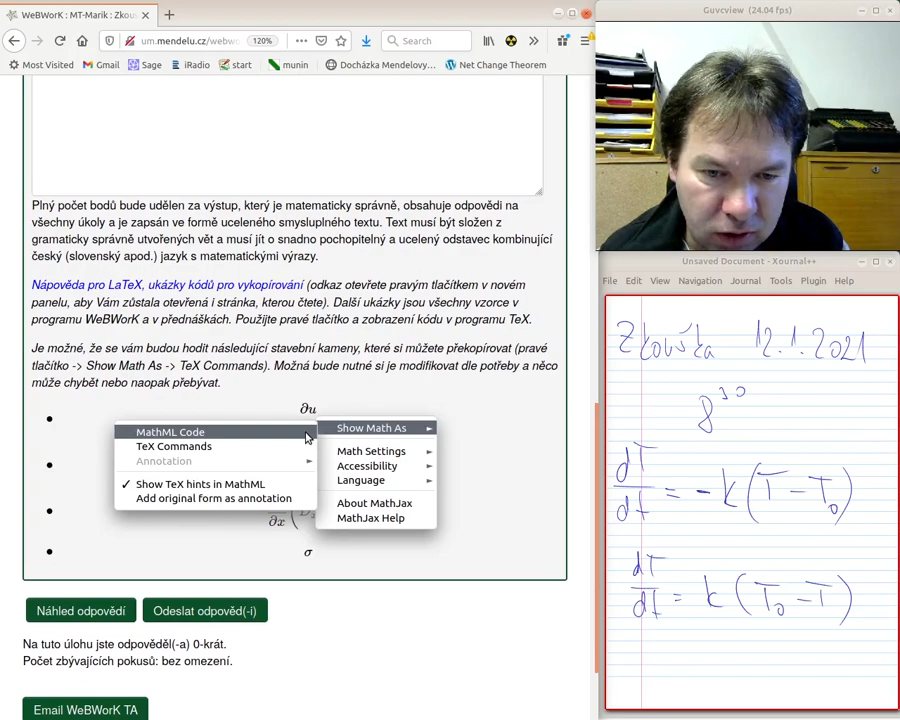 WeBWorK : MT-Marik : Zkou
Guvcview (24.04 fps)
um.mendelu.cz/webwo
120%
Search
Most Visited
Gmail
Sage
iRadio
start
munin
Docházka Mendelovy...
Net Change Theorem
Plný počet bodů bude udělen za výstup, který je matematicky správně, obsahuje odpovědi na
všechny úkoly a je zapsán ve formě uceleného smysluplného textu. Text musí být složen z
gramaticky správně utvořených vět a musí jít o snadno pochopitelný a ucelený odstavec kombinující
český (slovenský apod.) jazyk s matematickými výrazy.
Nápověda pro LaTeX, ukázky kódů pro vykopírování (odkaz otevřete pravým tlačítkem v novém
panelu, aby Vám zůstala otevřená i stránka, kterou čtete). Další ukázky jsou všechny vzorce v
programu WeBWorK a v přednáškách. Použijte pravé tlačítko a zobrazení kódu v programu TeX.
Je možné, že se vám budou hodit následující stavební kameny, které si můžete překopírovat (pravé
tlačítko -> Show Math As -> TeX Commands). Možná bude nutné si je modifikovat dle potřeby a něco
může chybět nebo naopak přebývat.
∂u
Show Math As
Math Settings
Accessibility
Language
About MathJax
MathJax Help
MathML Code
TeX Commands
Annotation
✓ Show TeX hints in MathML
Add original form as annotation
∂x
σ
Náhled odpovědí
Odeslat odpověd(-i)
Na tuto úlohu jste odpověděl(-a) 0-krát.
Počet zbývajících pokusů: bez omezení.
Email WeBWorK TA
Unsaved Document - Xournal++
File Edit View Navigation Journal Tools Plugin Help
Zkouška 12.1.2021
8³⁰
dT/dt = -k(T - T₀)
dT/dt = k(T₀ - T)